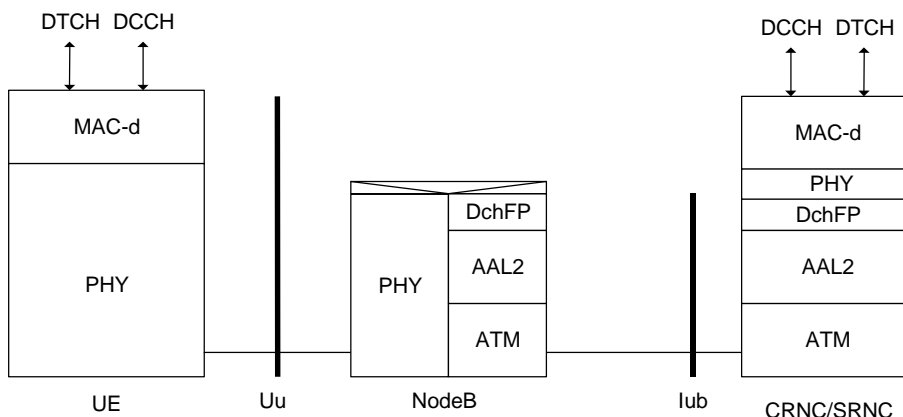 DTCH DCCH
DCCH DTCH
MAC-d
MAC-d
PHY
DchFP
DchFP
PHY
PHY
AAL2
AAL2
ATM
ATM
UE
Uu
NodeB
Iub
CRNC/SRNC